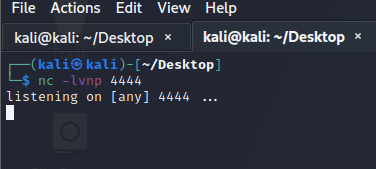 File Actions Edit View Help
kali@kali: ~/Desktop × kali@kali: ~/Desktop ×
┌──(kali㉿kali)-[~/Desktop]
└─$ nc -lvnp 4444
listening on [any] 4444 ...